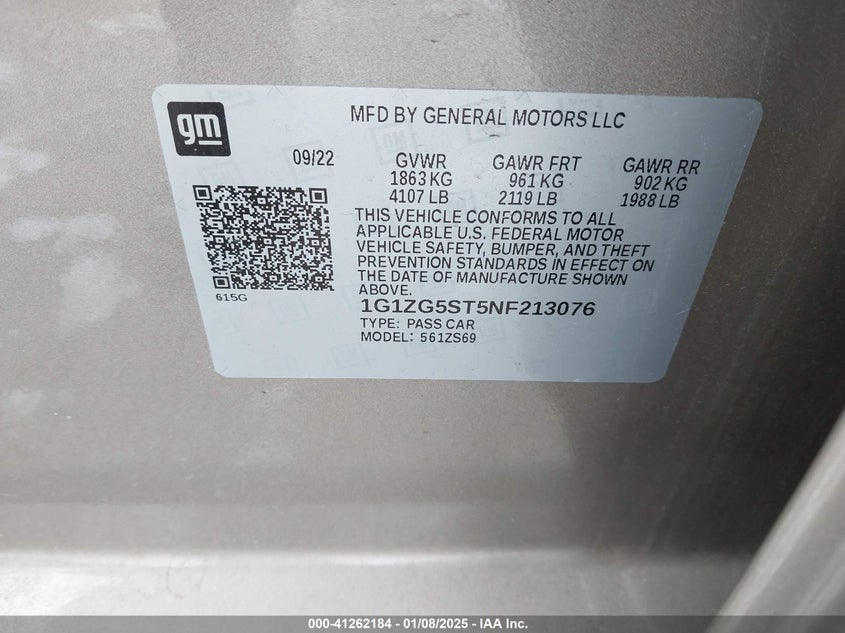 gm
MFD BY GENERAL MOTORS LLC
09/22 GVWR GAWR FRT GAWR RR
1863 KG 961 KG 902 KG
4107 LB 2119 LB 1988 LB
THIS VEHICLE CONFORMS TO ALL
APPLICABLE U.S. FEDERAL MOTOR
VEHICLE SAFETY, BUMPER, AND THEFT
PREVENTION STANDARDS IN EFFECT ON
THE DATE OF MANUFACTURE SHOWN
ABOVE.
615G
1G1ZG5ST5NF213076
TYPE: PASS CAR
MODEL: 561ZS69
000-41262184 - 01/08/2025 - IAA Inc.